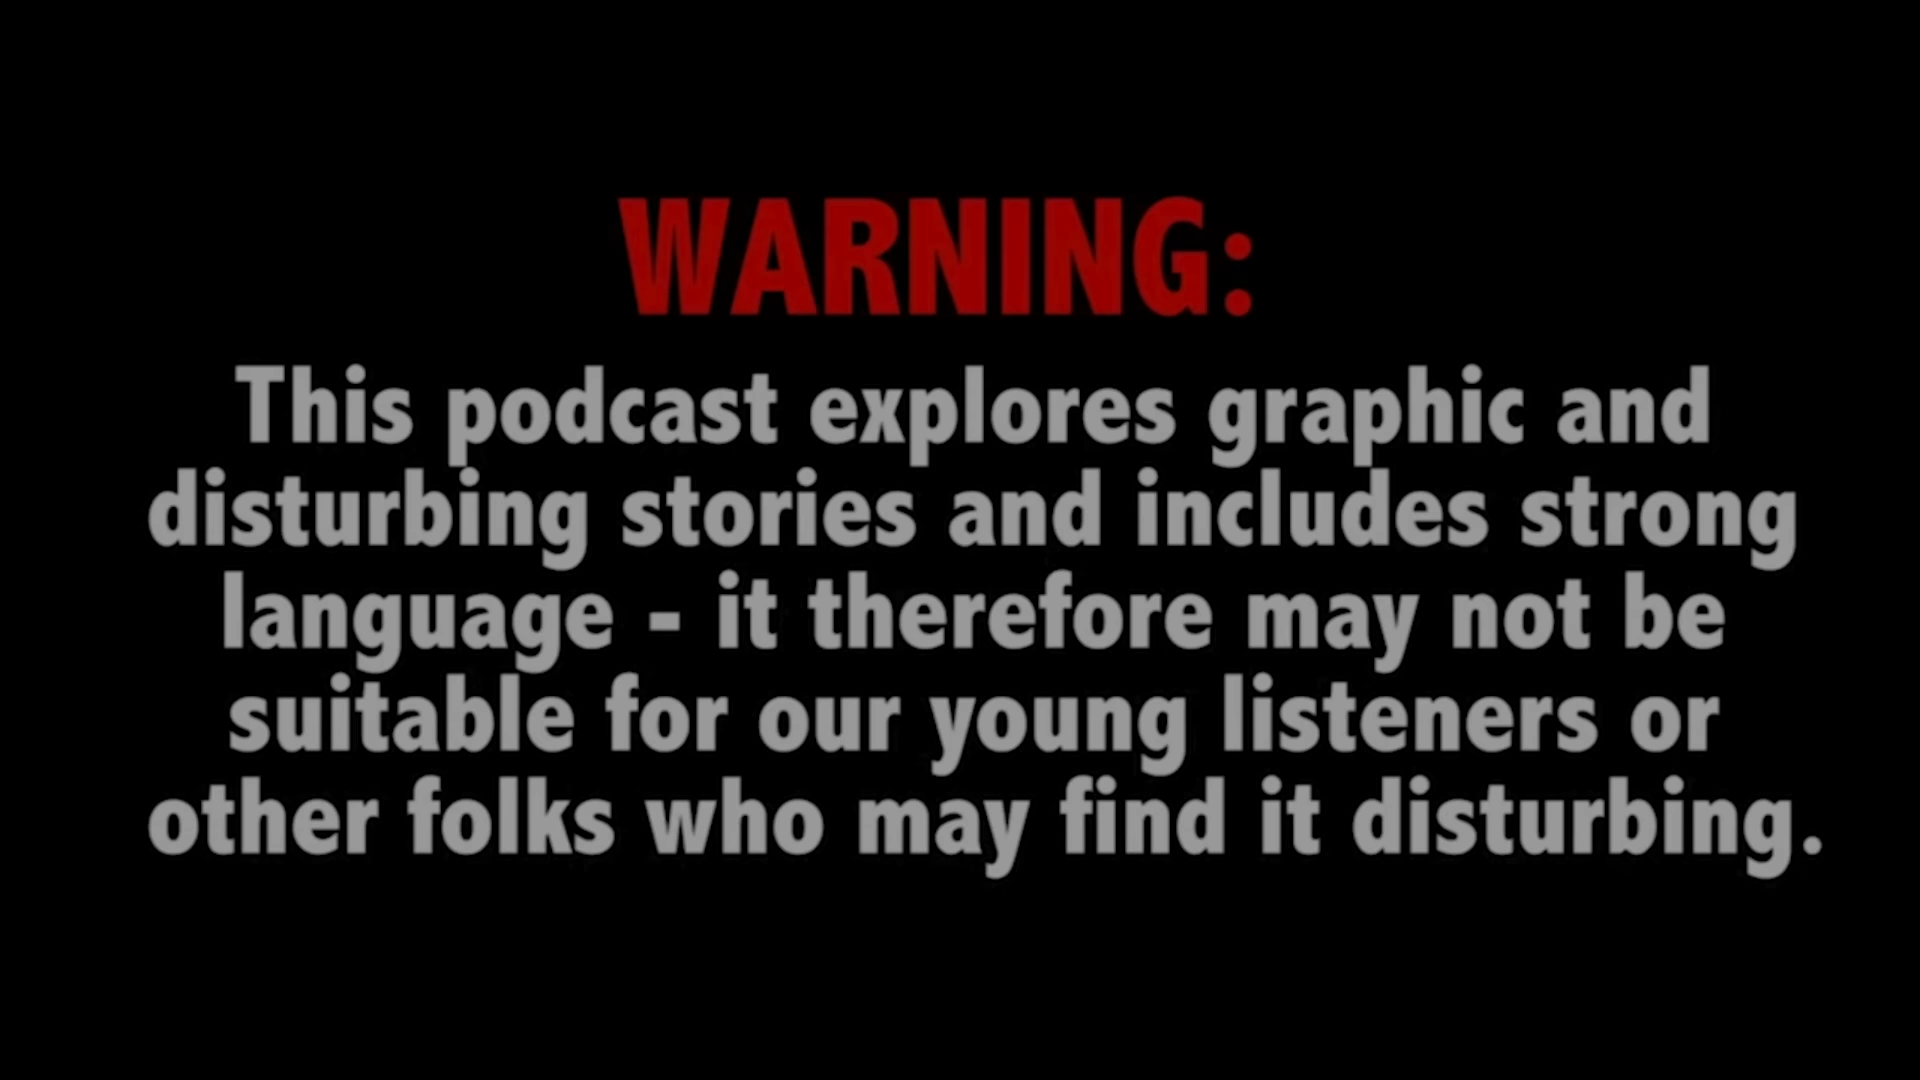 WARNING:
This podcast explores graphic and
disturbing stories and includes strong
language - it therefore may not be
suitable for our young listeners or
other folks who may find it disturbing.